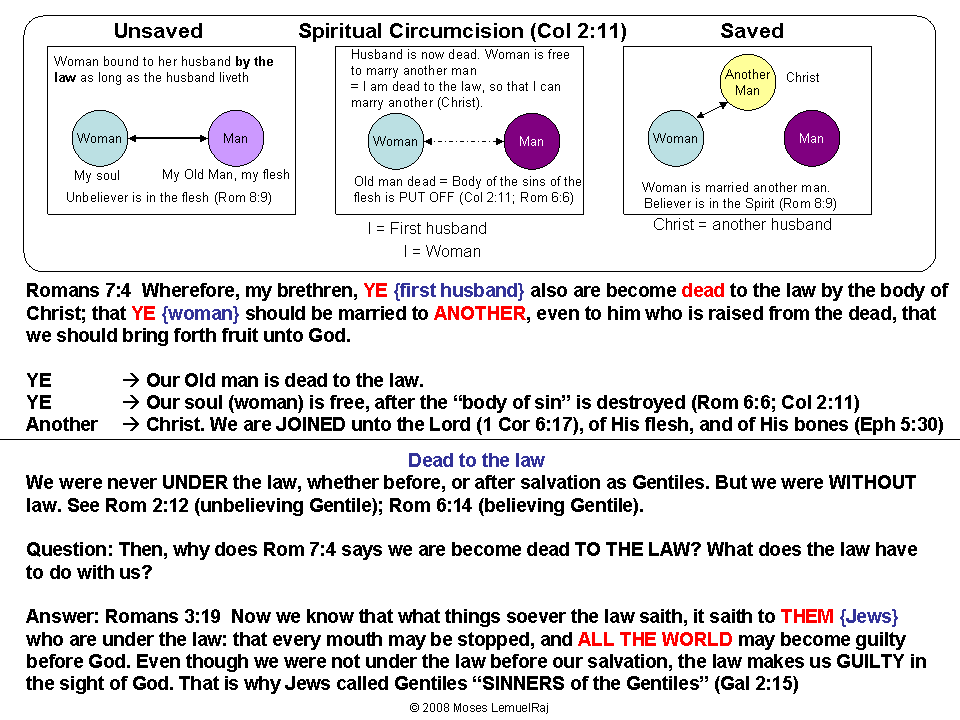 Unsaved
Spiritual Circumcision (Col 2:11)
Saved
Woman bound to her husband by the
law as long as the husband liveth
Woman
Man
My soul
My Old Man, my flesh
Unbeliever is in the flesh (Rom 8:9)
Husband is now dead. Woman is free
to marry another man
= I am dead to the law, so that I can
marry another (Christ).
Woman
Man
Old man dead = Body of the sins of the
flesh is PUT OFF (Col 2:11; Rom 6:6)
I = First husband
I = Woman
Another
Man
Christ
Woman
Man
Woman is married another man.
Believer is in the Spirit (Rom 8:9)
Christ = another husband
Romans 7:4  Wherefore, my brethren, YE {first husband} also are become dead to the law by the body of
Christ; that YE {woman} should be married to ANOTHER, even to him who is raised from the dead, that
we should bring forth fruit unto God.
YE → Our Old man is dead to the law.
YE → Our soul (woman) is free, after the “body of sin” is destroyed (Rom 6:6; Col 2:11)
Another → Christ. We are JOINED unto the Lord (1 Cor 6:17), of His flesh, and of His bones (Eph 5:30)
Dead to the law
We were never UNDER the law, whether before, or after salvation as Gentiles. But we were WITHOUT
law. See Rom 2:12 (unbelieving Gentile); Rom 6:14 (believing Gentile).
Question: Then, why does Rom 7:4 says we are become dead TO THE LAW? What does the law have
to do with us?
Answer: Romans 3:19  Now we know that what things soever the law saith, it saith to THEM {Jews}
who are under the law: that every mouth may be stopped, and ALL THE WORLD may become guilty
before God. Even though we were not under the law before our salvation, the law makes us GUILTY in
the sight of God. That is why Jews called Gentiles “SINNERS of the Gentiles” (Gal 2:15)
© 2008 Moses LemuelRaj